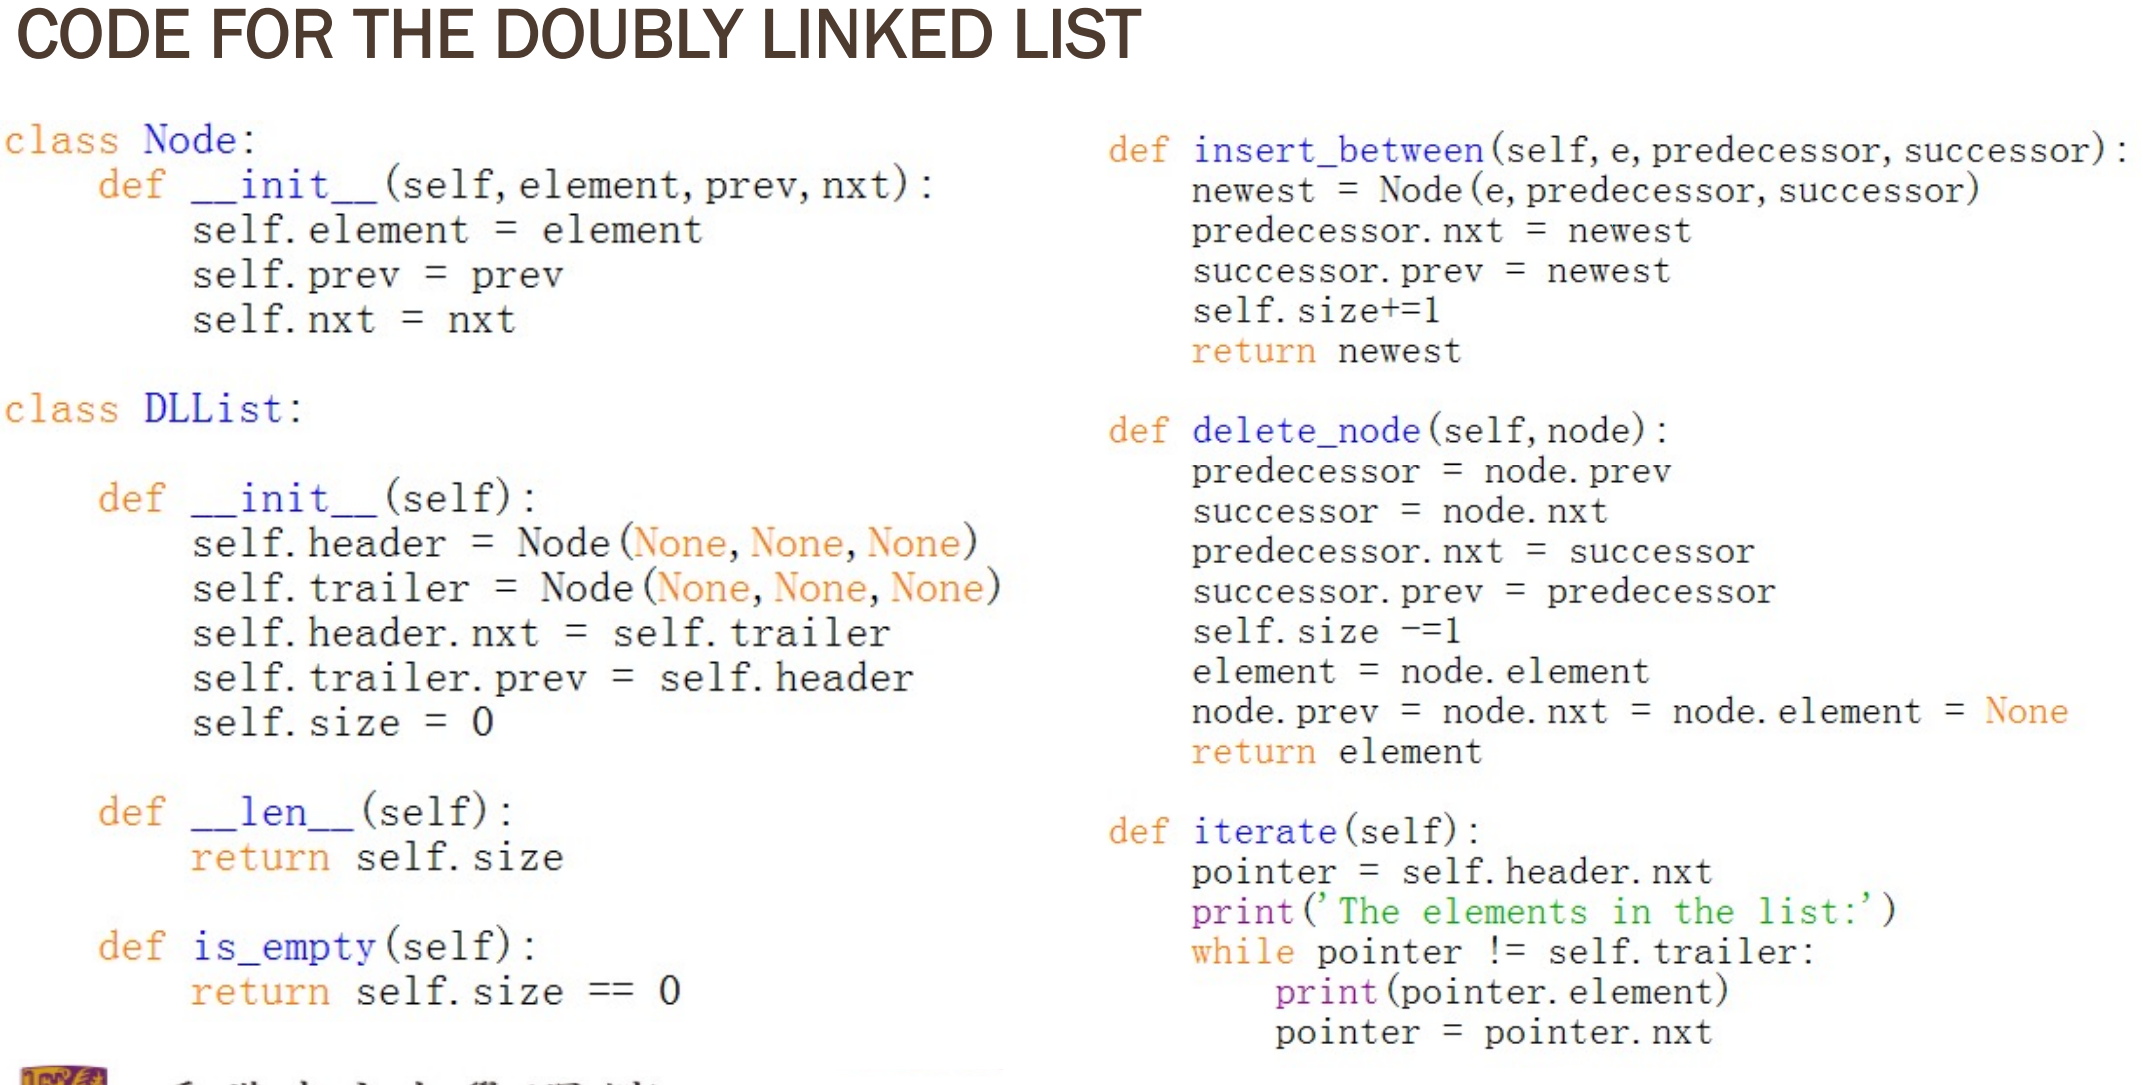 CODE FOR THE DOUBLY LINKED LIST
class Node:
    def __init__(self, element, prev, nxt):
        self.element = element
        self.prev = prev
        self.nxt = nxt
class DLList:
    def __init__(self):
        self.header = Node(None, None, None)
        self.trailer = Node(None, None, None)
        self.header.nxt = self.trailer
        self.trailer.prev = self.header
        self.size = 0
    def __len__(self):
        return self.size
    def is_empty(self):
        return self.size == 0
    def insert_between(self, e, predecessor, successor):
        newest = Node(e, predecessor, successor)
        predecessor.nxt = newest
        successor.prev = newest
        self.size+=1
        return newest
    def delete_node(self, node):
        predecessor = node.prev
        successor = node.nxt
        predecessor.nxt = successor
        successor.prev = predecessor
        self.size -=1
        element = node.element
        node.prev = node.nxt = node.element = None
        return element
    def iterate(self):
        pointer = self.header.nxt
        print('The elements in the list:')
        while pointer != self.trailer:
            print(pointer.element)
            pointer = pointer.nxt